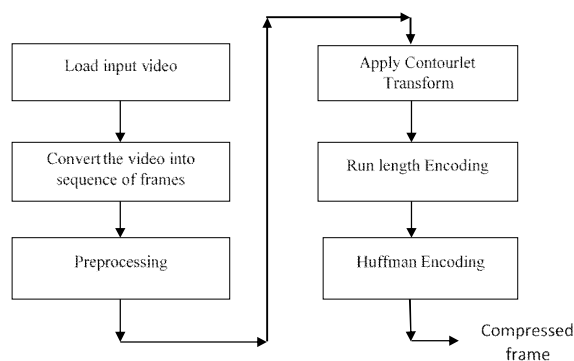 Load input video
Convert the video into
sequence of frames
Preprocessing
Apply Contourlet
Transform
Run length Encoding
Huffman Encoding
Compressed
frame